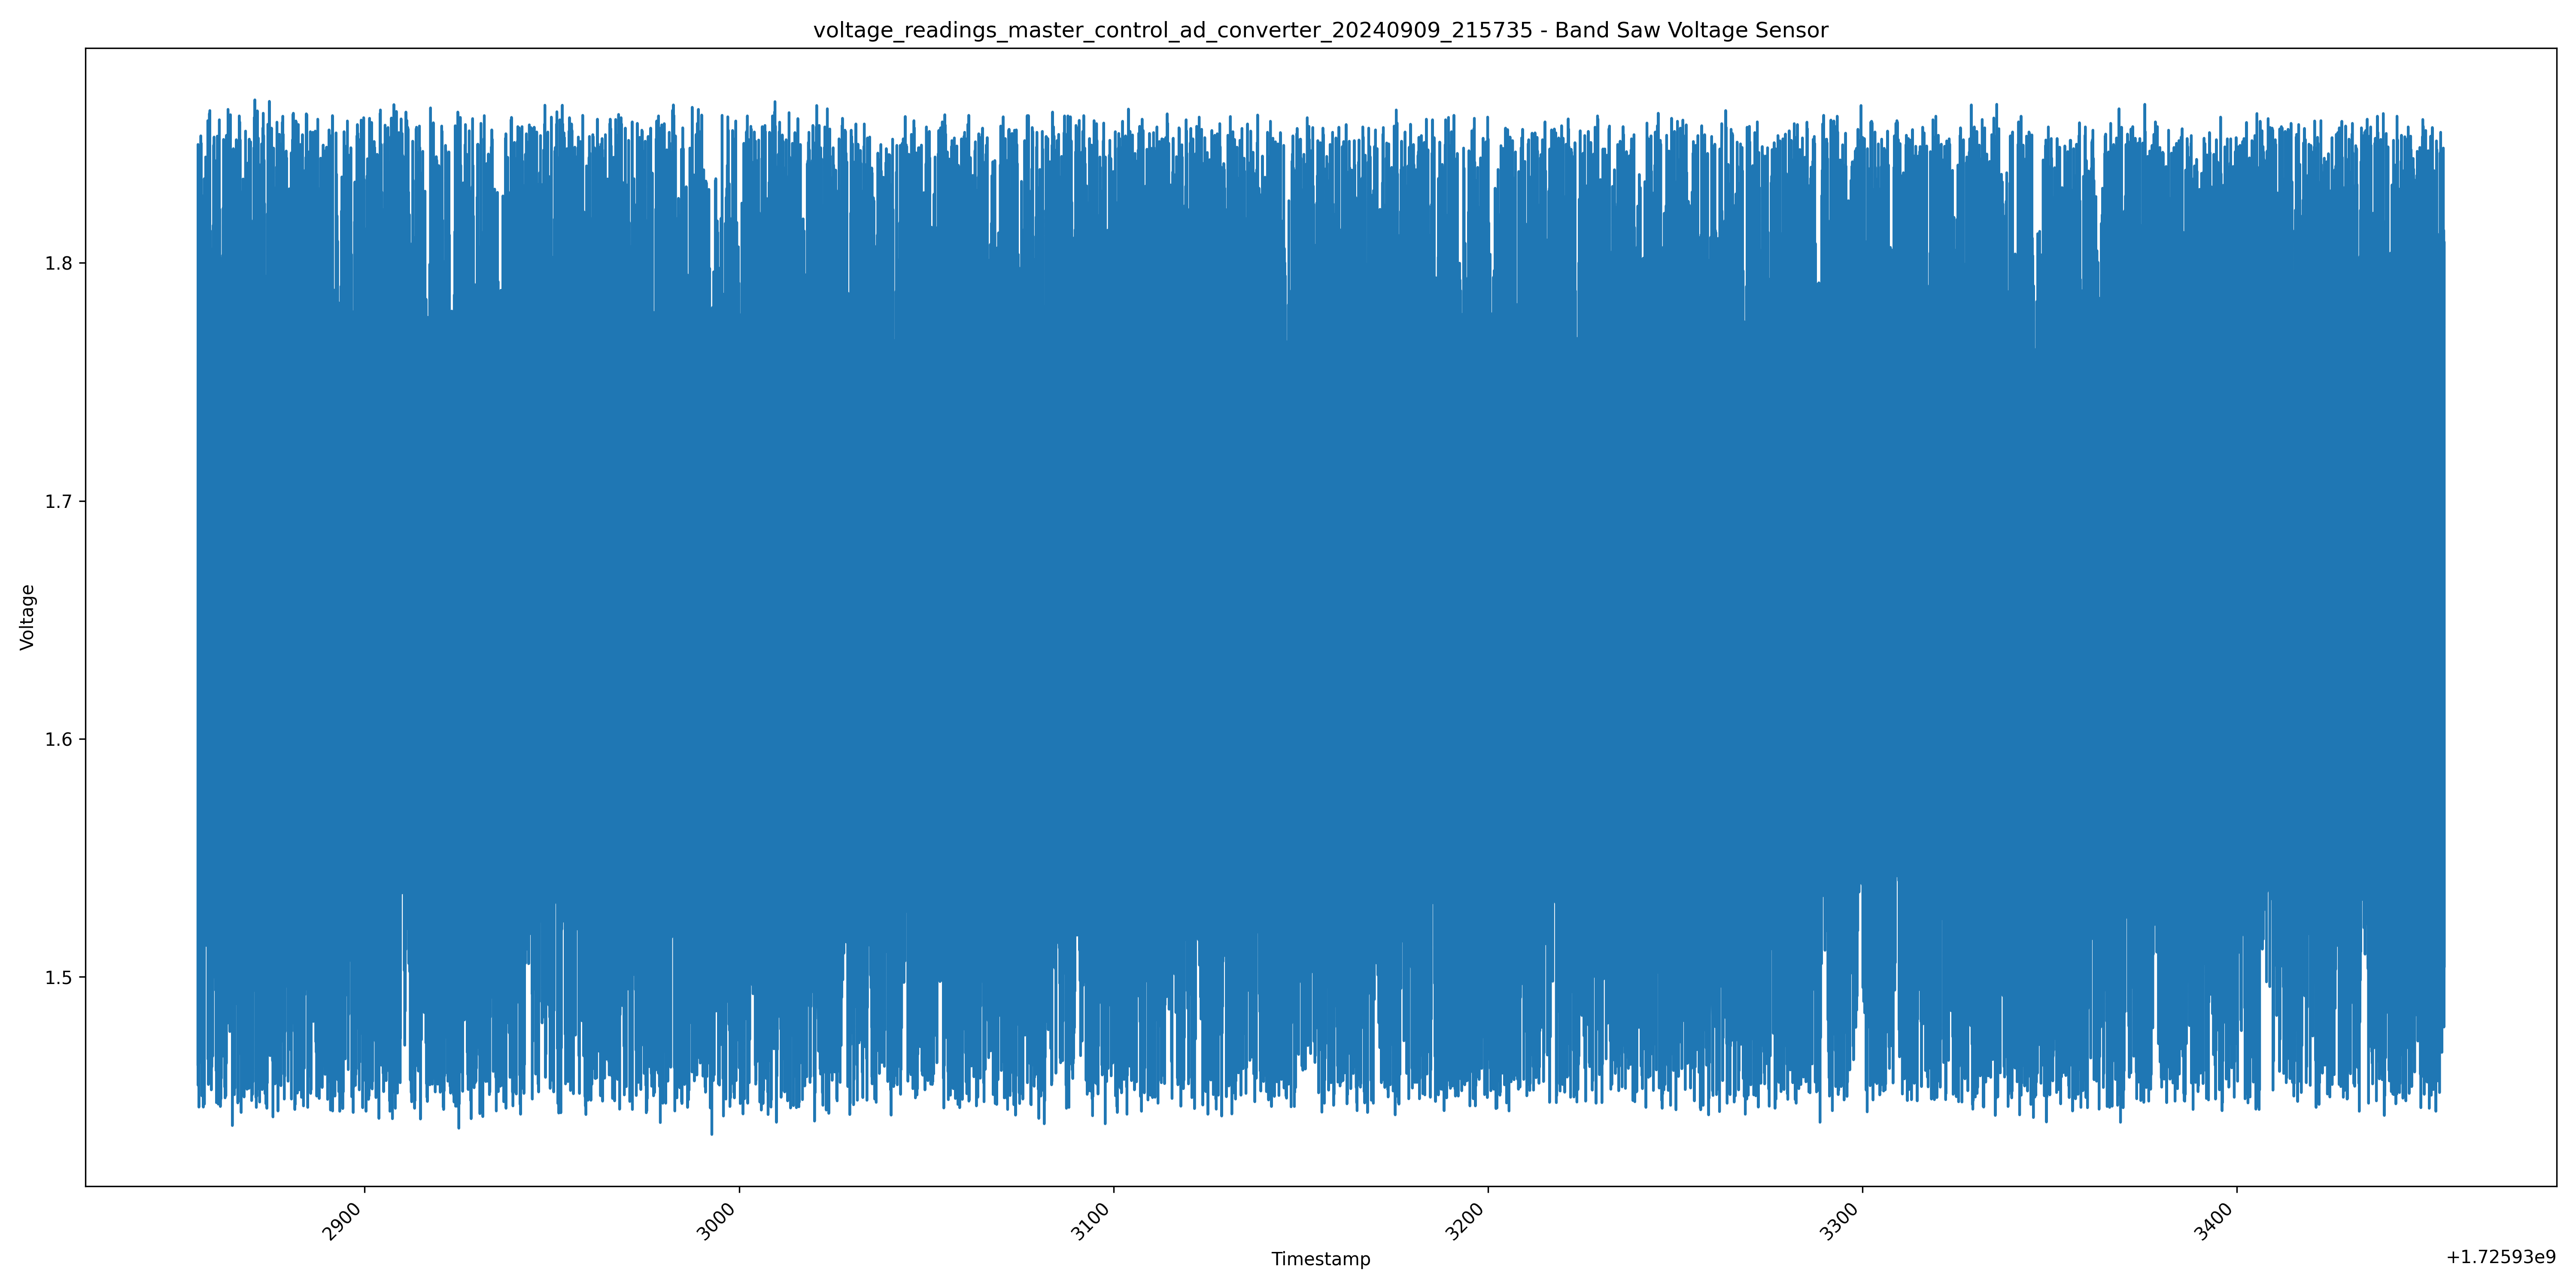 voltage_readings_master_control_ad_converter_20240909_215735 - Band Saw Voltage Sensor
1.8
1.7
1.6
1.5
Voltage
2900
3000
3100
3200
3300
3400
Timestamp
+1.72593e9